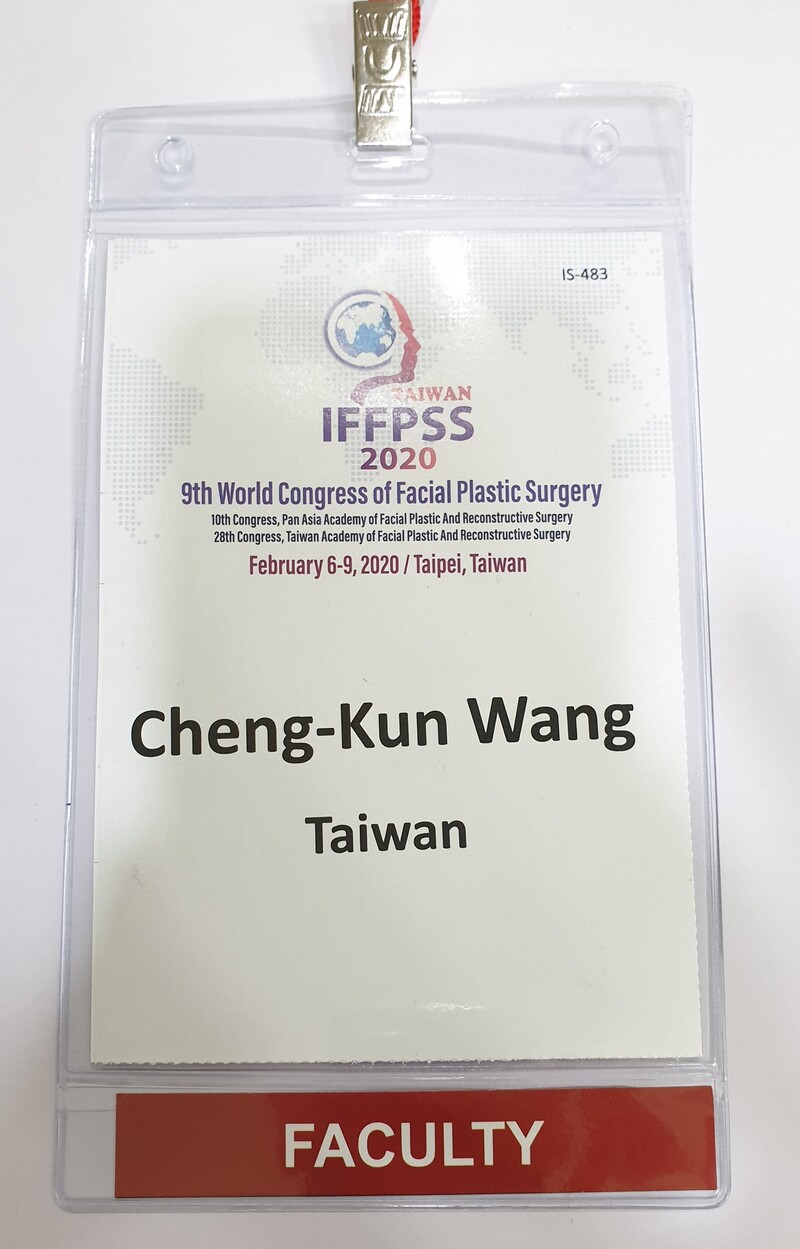 IS-483
TAIWAN
IFFPSS
2020
9th World Congress of Facial Plastic Surgery
10th Congress, Pan Asia Academy of Facial Plastic And Reconstructive Surgery
28th Congress, Taiwan Academy of Facial Plastic And Reconstructive Surgery
February 6-9, 2020 / Taipei, Taiwan
Cheng-Kun Wang
Taiwan
FACULTY